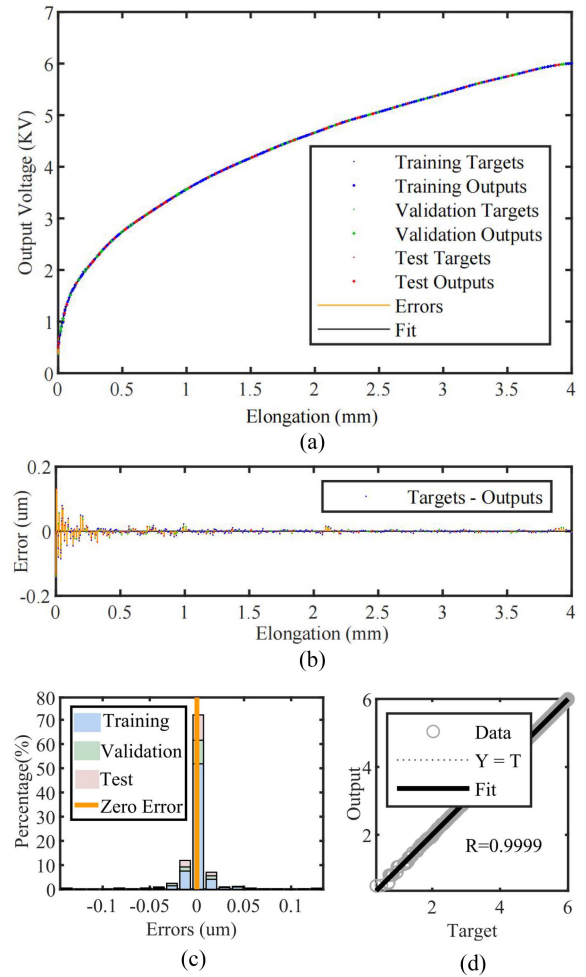 7
6
5
4
3
2
1
0
Output Voltage (KV)
Training Targets
Training Outputs
Validation Targets
Validation Outputs
Test Targets
Test Outputs
Errors
Fit
0 0.5 1 1.5 2 2.5 3 3.5 4
Elongation (mm)
(a)
0.2
0
-0.2
Error (um)
Targets - Outputs
0 0.5 1 1.5 2 2.5 3 3.5 4
Elongation (mm)
(b)
80
70
60
50
40
30
20
10
0
Percentage(%)
Training
Validation
Test
Zero Error
-0.1 -0.05 0 0.05 0.1
Errors (um)
(c)
6
4
2
Output
Data
Y = T
Fit
R=0.9999
2 4 6
Target
(d)